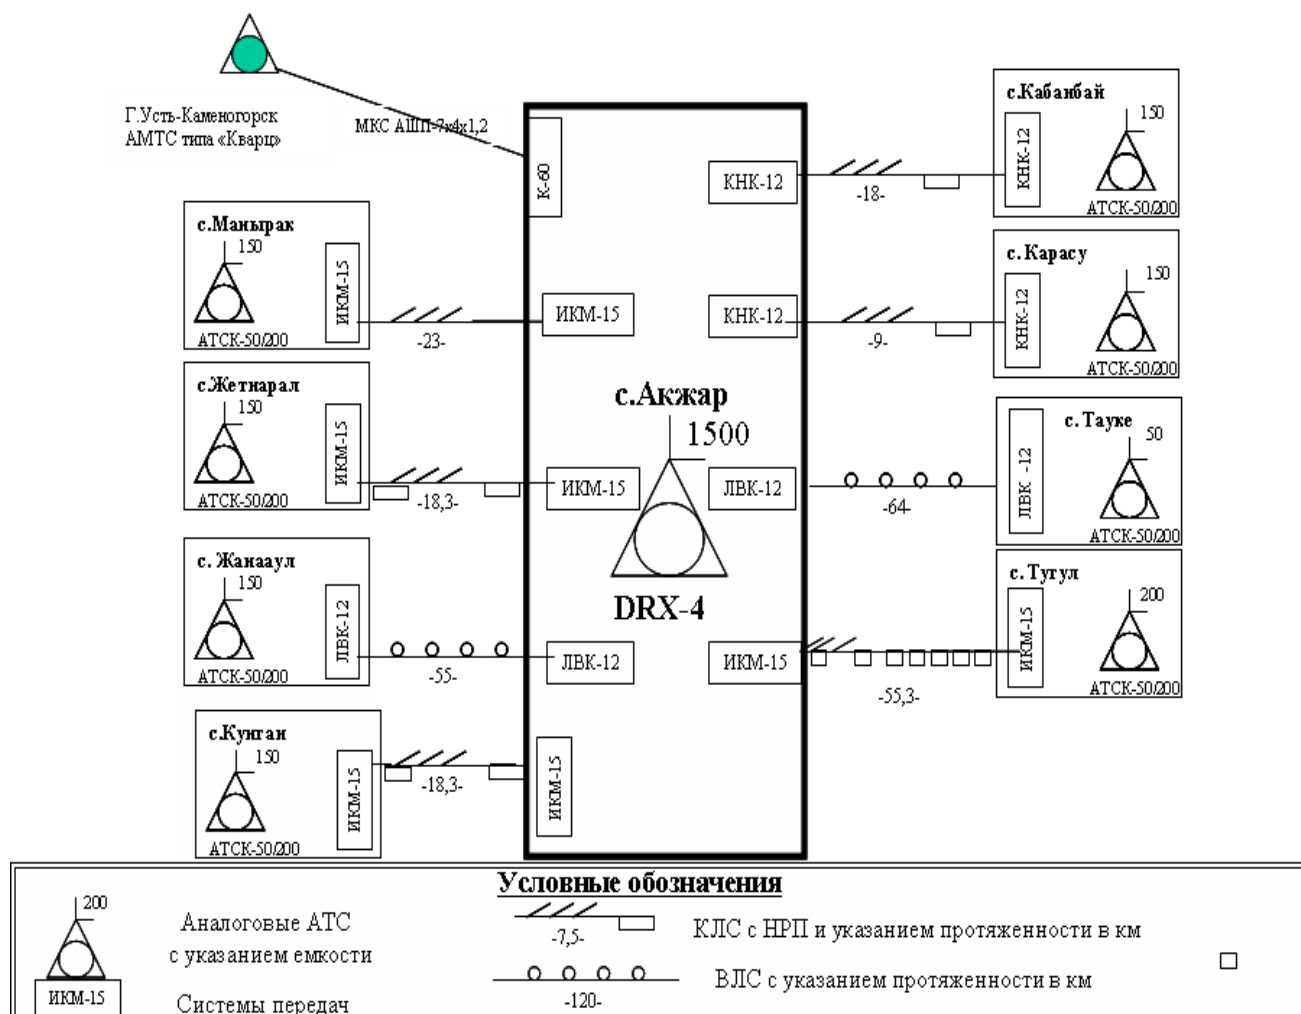 Г.Усть-Каменогорск
АМТС типа «Кварц»
МКС АШП-7х4х1,2
К-60
с.Манырак
150
ИКМ-15
АТСК-50/200
-23-
ИКМ-15
с.Жетнарал
150
ИКМ-15
АТСК-50/200
-18,3-
ИКМ-15
с. Жанааул
150
ЛВК-12
АТСК-50/200
-55-
ЛВК-12
с.Кунган
150
ИКМ-15
АТСК-50/200
-18,3-
ИКМ-15
с.Акжар
1500
DRX-4
КНК-12
-18-
с.Кабанбай
150
КНК-12
АТСК-50/200
КНК-12
-9-
с. Карасу
150
КНК-12
АТСК-50/200
ЛВК-12
-64-
с. Тауке
50
ЛВК -12
АТСК-50/200
ИКМ-15
-55,3-
с. Тугул
200
ИКМ-15
АТСК-50/200
Условные обозначения
200
Аналоговые АТС
с указанием емкости
ИКМ-15
Системы передач
-7,5-
КЛС с НРП и указанием протяженности в км
-120-
ВЛС с указанием протяженности в км